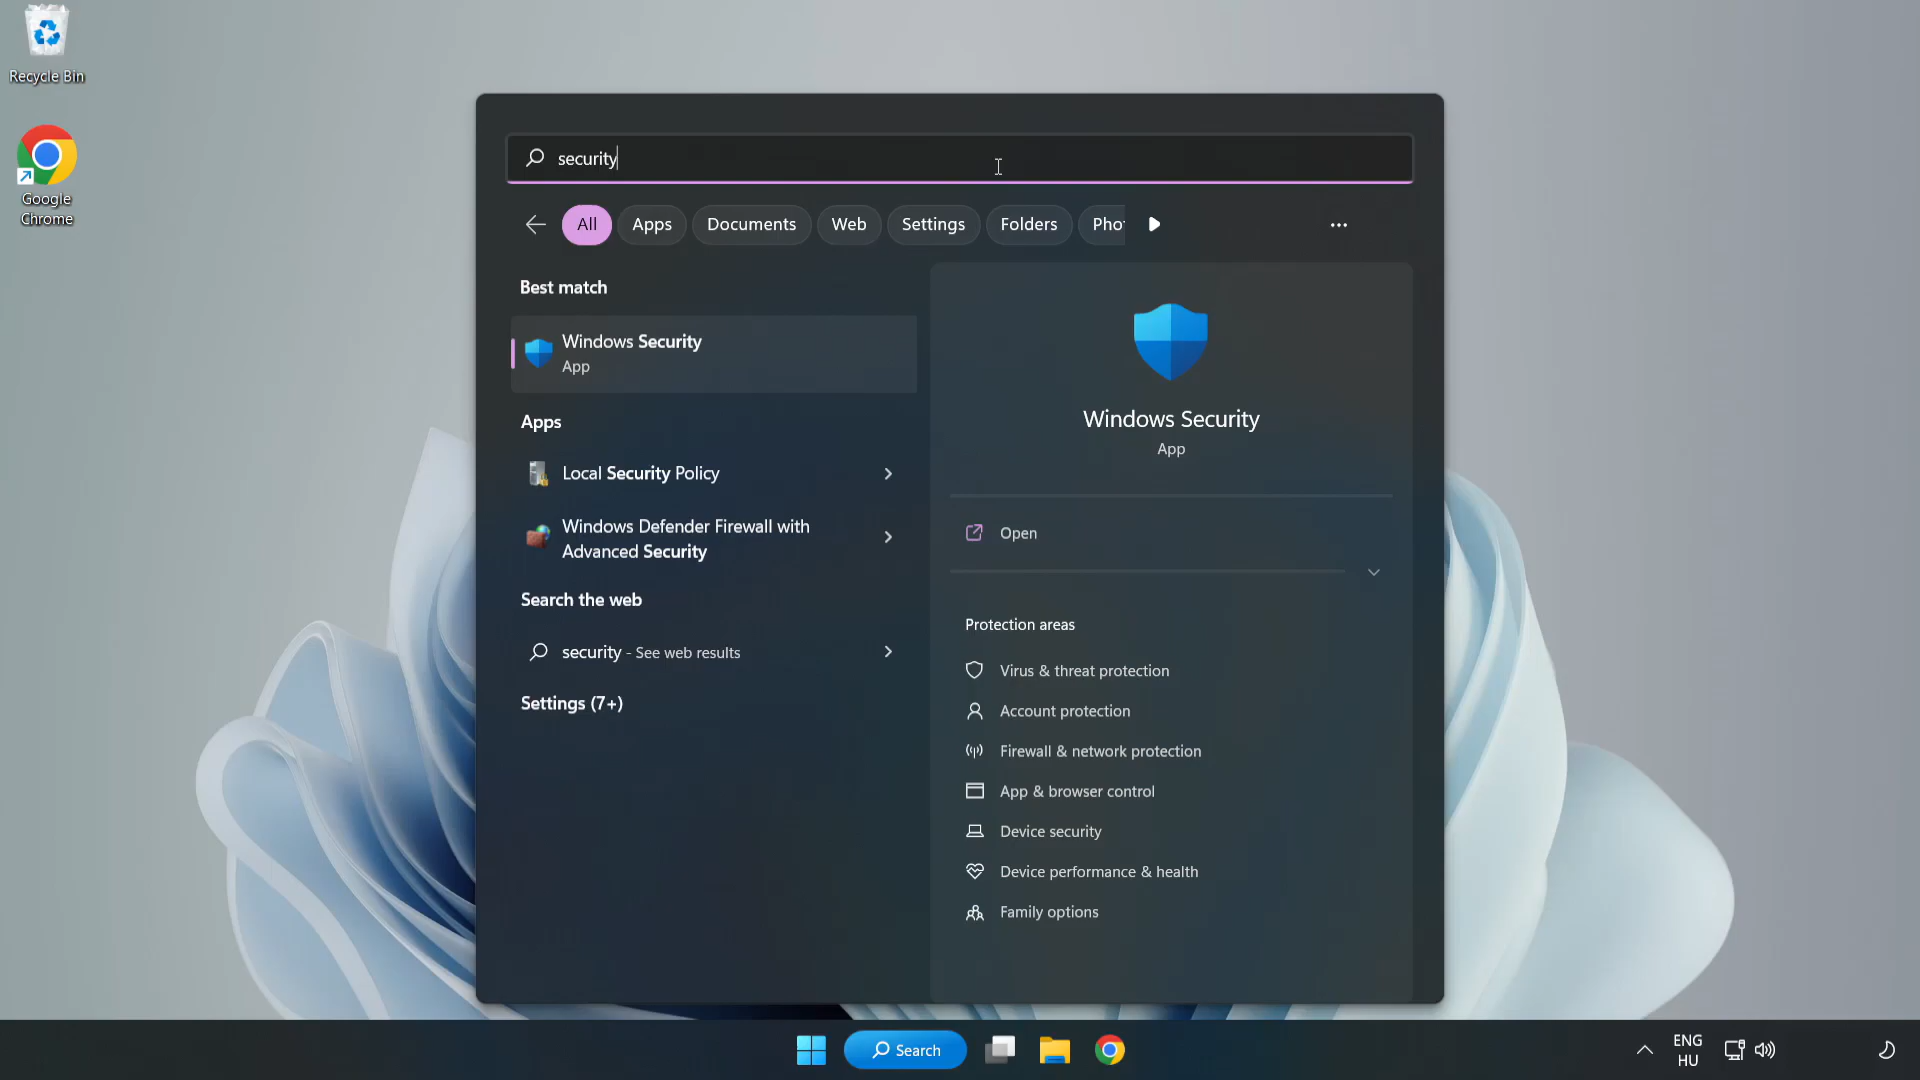 Recycle Bin
Google
Chrome
security
All
Apps
Documents
Web
Settings
Folders
Pho
Best match
Windows Security
App
Apps
Local Security Policy
Windows Defender Firewall with
Advanced Security
Search the web
security - See web results
Settings (7+)
Windows Security
App
Open
Protection areas
Virus & threat protection
Account protection
Firewall & network protection
App & browser control
Device security
Device performance & health
Family options
Search
ENG
HU